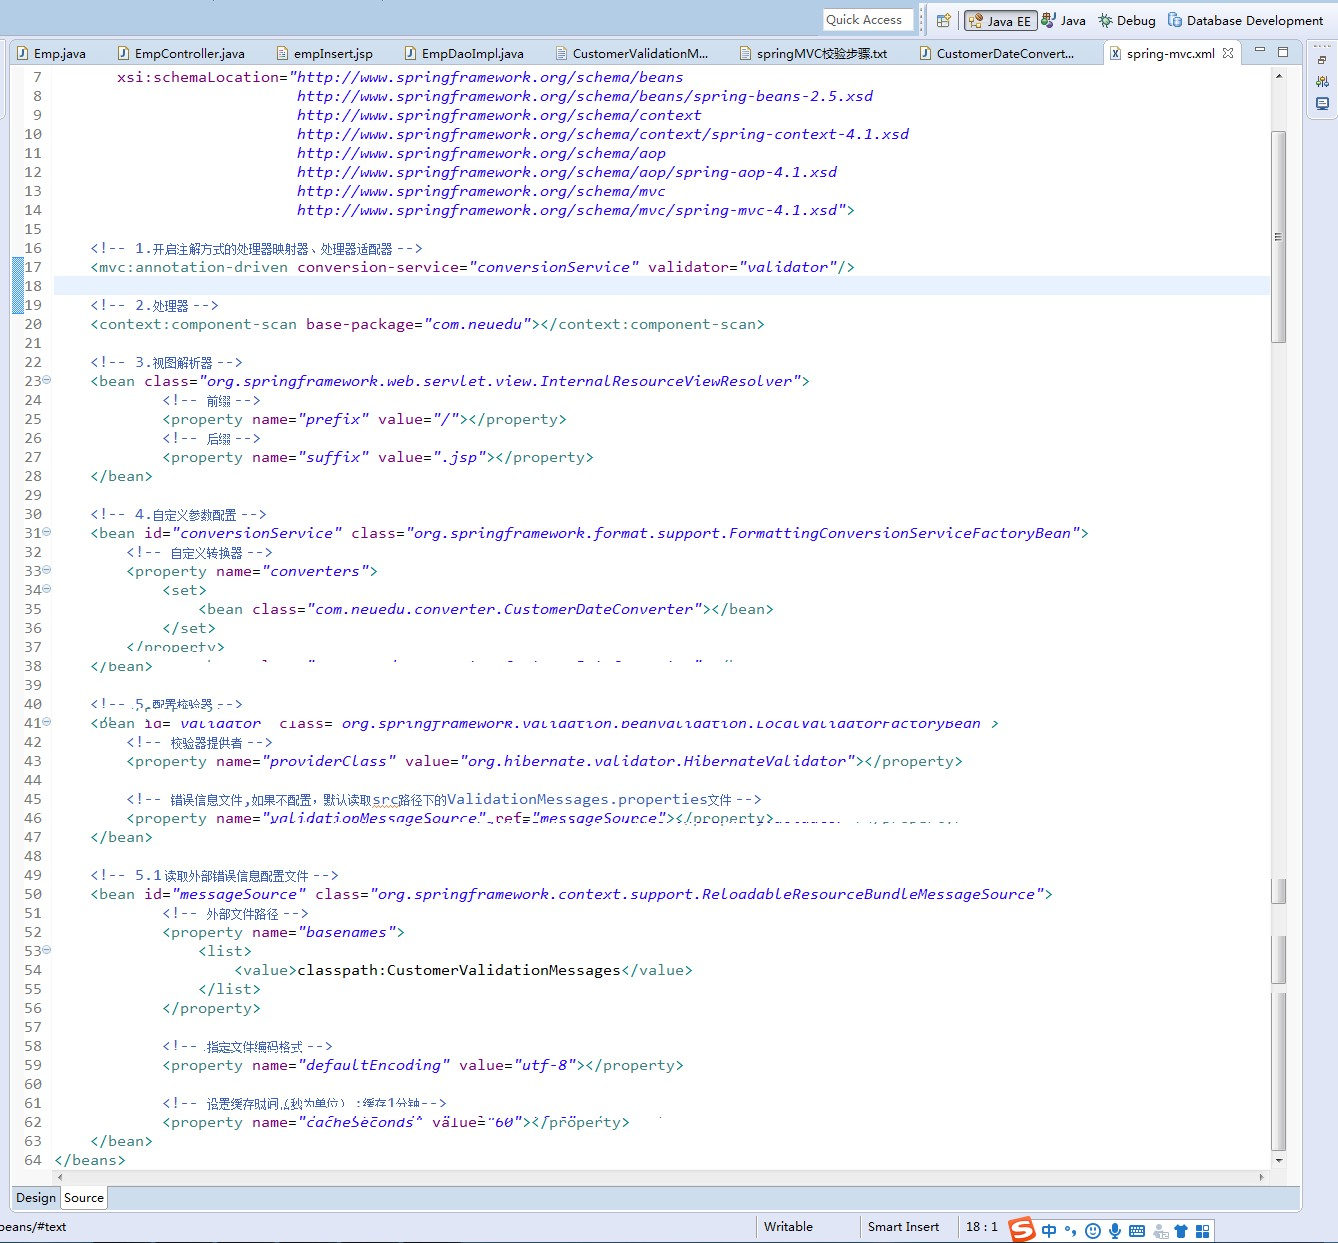 Quick Access
Java EE
Java
Debug
Database Development
Emp.java
EmpController.java
empInsert.jsp
EmpDaoImpl.java
CustomerValidationM...
springMVC校验步骤.txt
CustomerDateConvert...
spring-mvc.xml
7 xsi:schemaLocation="http://www.springframework.org/schema/beans
8 http://www.springframework.org/schema/beans/spring-beans-2.5.xsd
9 http://www.springframework.org/schema/context
10 http://www.springframework.org/schema/context/spring-context-4.1.xsd
11 http://www.springframework.org/schema/aop
12 http://www.springframework.org/schema/aop/spring-aop-4.1.xsd
13 http://www.springframework.org/schema/mvc
14 http://www.springframework.org/schema/mvc/spring-mvc-4.1.xsd">
15
16 <!-- 1.开启注解方式的处理器映射器、处理器适配器 -->
17 <mvc:annotation-driven conversion-service="conversionService" validator="validator"/>
18
19 <!-- 2.处理器 -->
20 <context:component-scan base-package="com.neuedu"></context:component-scan>
21
22 <!-- 3.视图解析器 -->
23 <bean class="org.springframework.web.servlet.view.InternalResourceViewResolver">
24 <!-- 前缀 -->
25 <property name="prefix" value="/"></property>
26 <!-- 后缀 -->
27 <property name="suffix" value=".jsp"></property>
28 </bean>
29
30 <!-- 4.自定义参数配置 -->
31 <bean id="conversionService" class="org.springframework.format.support.FormattingConversionServiceFactoryBean">
32 <!-- 自定义转换器 -->
33 <property name="converters">
34 <set>
35 <bean class="com.neuedu.converter.CustomerDateConverter"></bean>
36 </set>
37 </property>
38 </bean>
39
40 <!-- 5.配置校验器 -->
41 <bean id="validator" class="org.springframework.validation.beanvalidation.LocalValidatorFactoryBean">
42 <!-- 校验器提供者 -->
43 <property name="providerClass" value="org.hibernate.validator.HibernateValidator"></property>
44
45 <!-- 错误信息文件,如果不配置，默认读取src路径下的ValidationMessages.properties文件 -->
46 <property name="validationMessageSource" ref="messageSource"></property>
47 </bean>
48
49 <!-- 5.1读取外部错误信息配置文件 -->
50 <bean id="messageSource" class="org.springframework.context.support.ReloadableResourceBundleMessageSource">
51 <!-- 外部文件路径 -->
52 <property name="basenames">
53 <list>
54 <value>classpath:CustomerValidationMessages</value>
55 </list>
56 </property>
57
58 <!-- 指定文件编码格式 -->
59 <property name="defaultEncoding" value="utf-8"></property>
60
61 <!-- 设置缓存时间（秒为单位）:缓存1分钟-->
62 <property name="cacheSeconds" value="60"></property>
63 </bean>
64 </beans>
Design
Source
beans/#text
Writable
Smart Insert
18 : 1
中